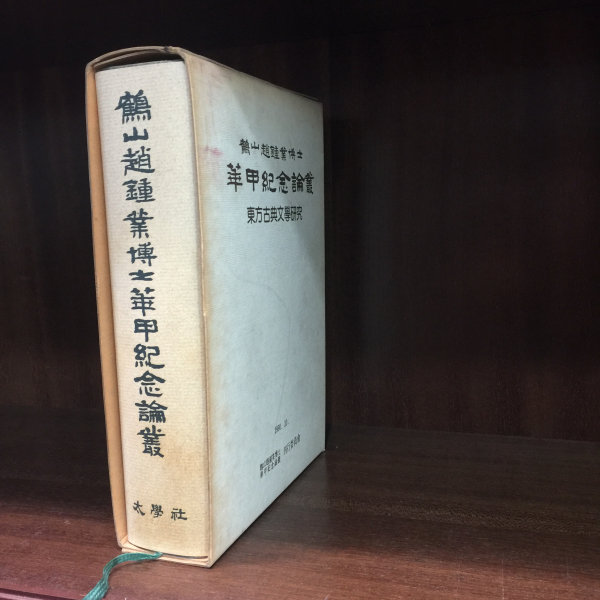 鶴山趙鍾業博士華甲紀念論叢
太學社
鶴山趙鍾業博士
華甲紀念論叢
東方古典文學硏究